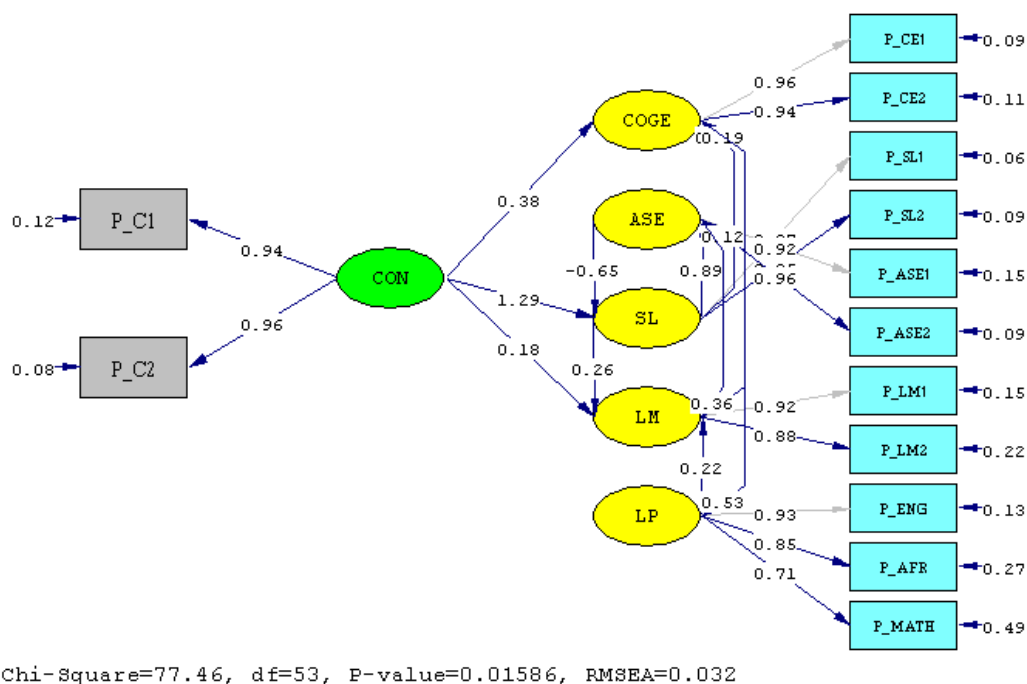 P_CE1
0.09
0.96
P_CE2
0.11
0.94
COGE
0.19
P_SL1
0.06
0.38
P_SL2
0.09
0.12
P_C1
0.94
ASE
0.12
0.92
CON
-0.65
0.89
0.96
P_ASE1
0.15
1.29
SL
P_ASE2
0.09
0.96
0.18
0.08
P_C2
0.26
P_LM1
0.15
0.36
0.92
LM
0.88
P_LM2
0.22
0.22
0.53
P_ENG
0.13
LP
0.93
0.85
P_AFR
0.27
0.71
P_MATH
0.49
Chi-Square=77.46, df=53, P-value=0.01586, RMSEA=0.032